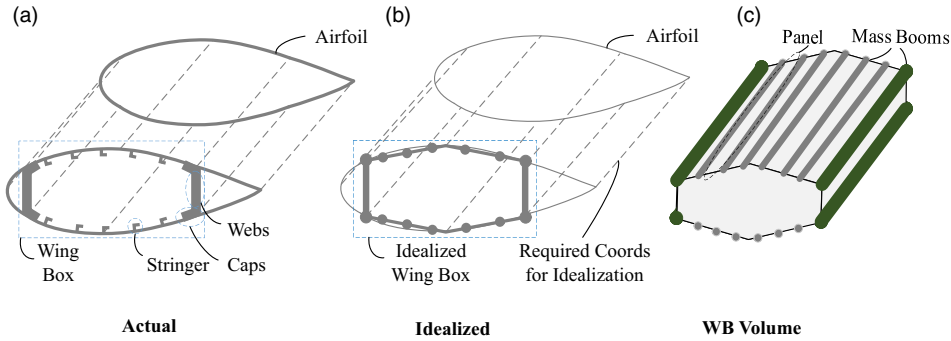 (a)
Airfoil
Wing
Box
Stringer
Caps
Webs
Actual
(b)
Airfoil
Idealized
Wing Box
Required Coords
for Idealization
Idealized
(c)
Panel
Mass Booms
WB Volume